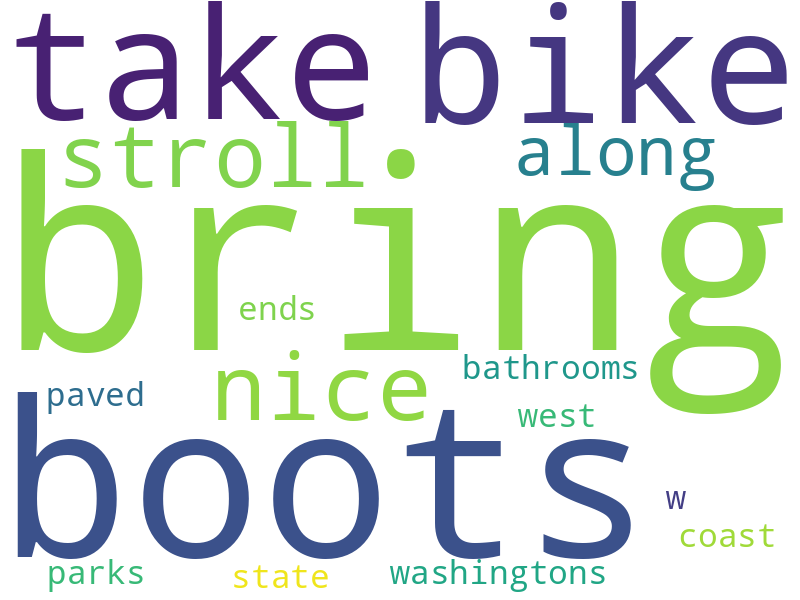 take bike
stroll along
bring
ends
nice bathrooms
paved west
boots
w
coast
parks state washingtons